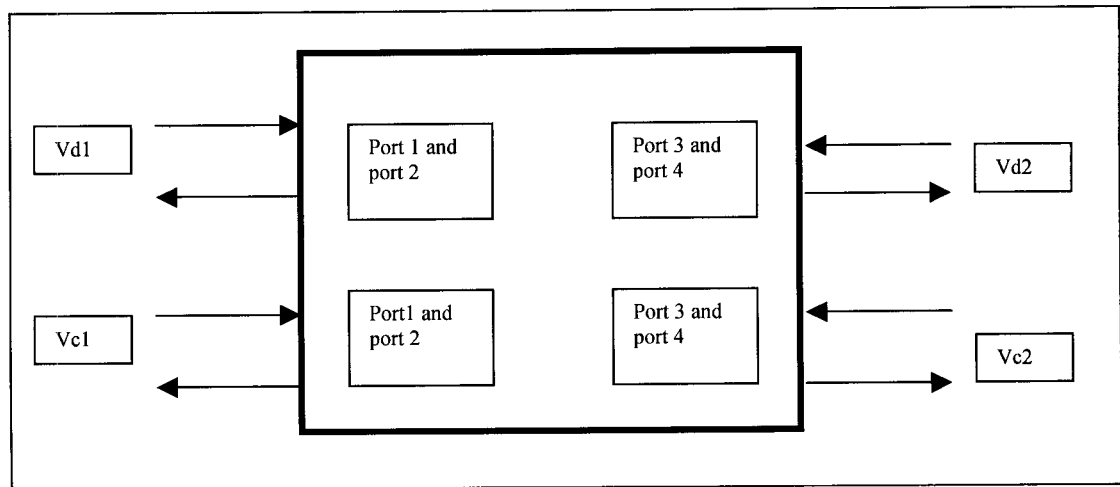 Vd1
Port 1 and
port 2
Port 3 and
port 4
Vd2
Vc1
Port1 and
port 2
Port 3 and
port 4
Vc2